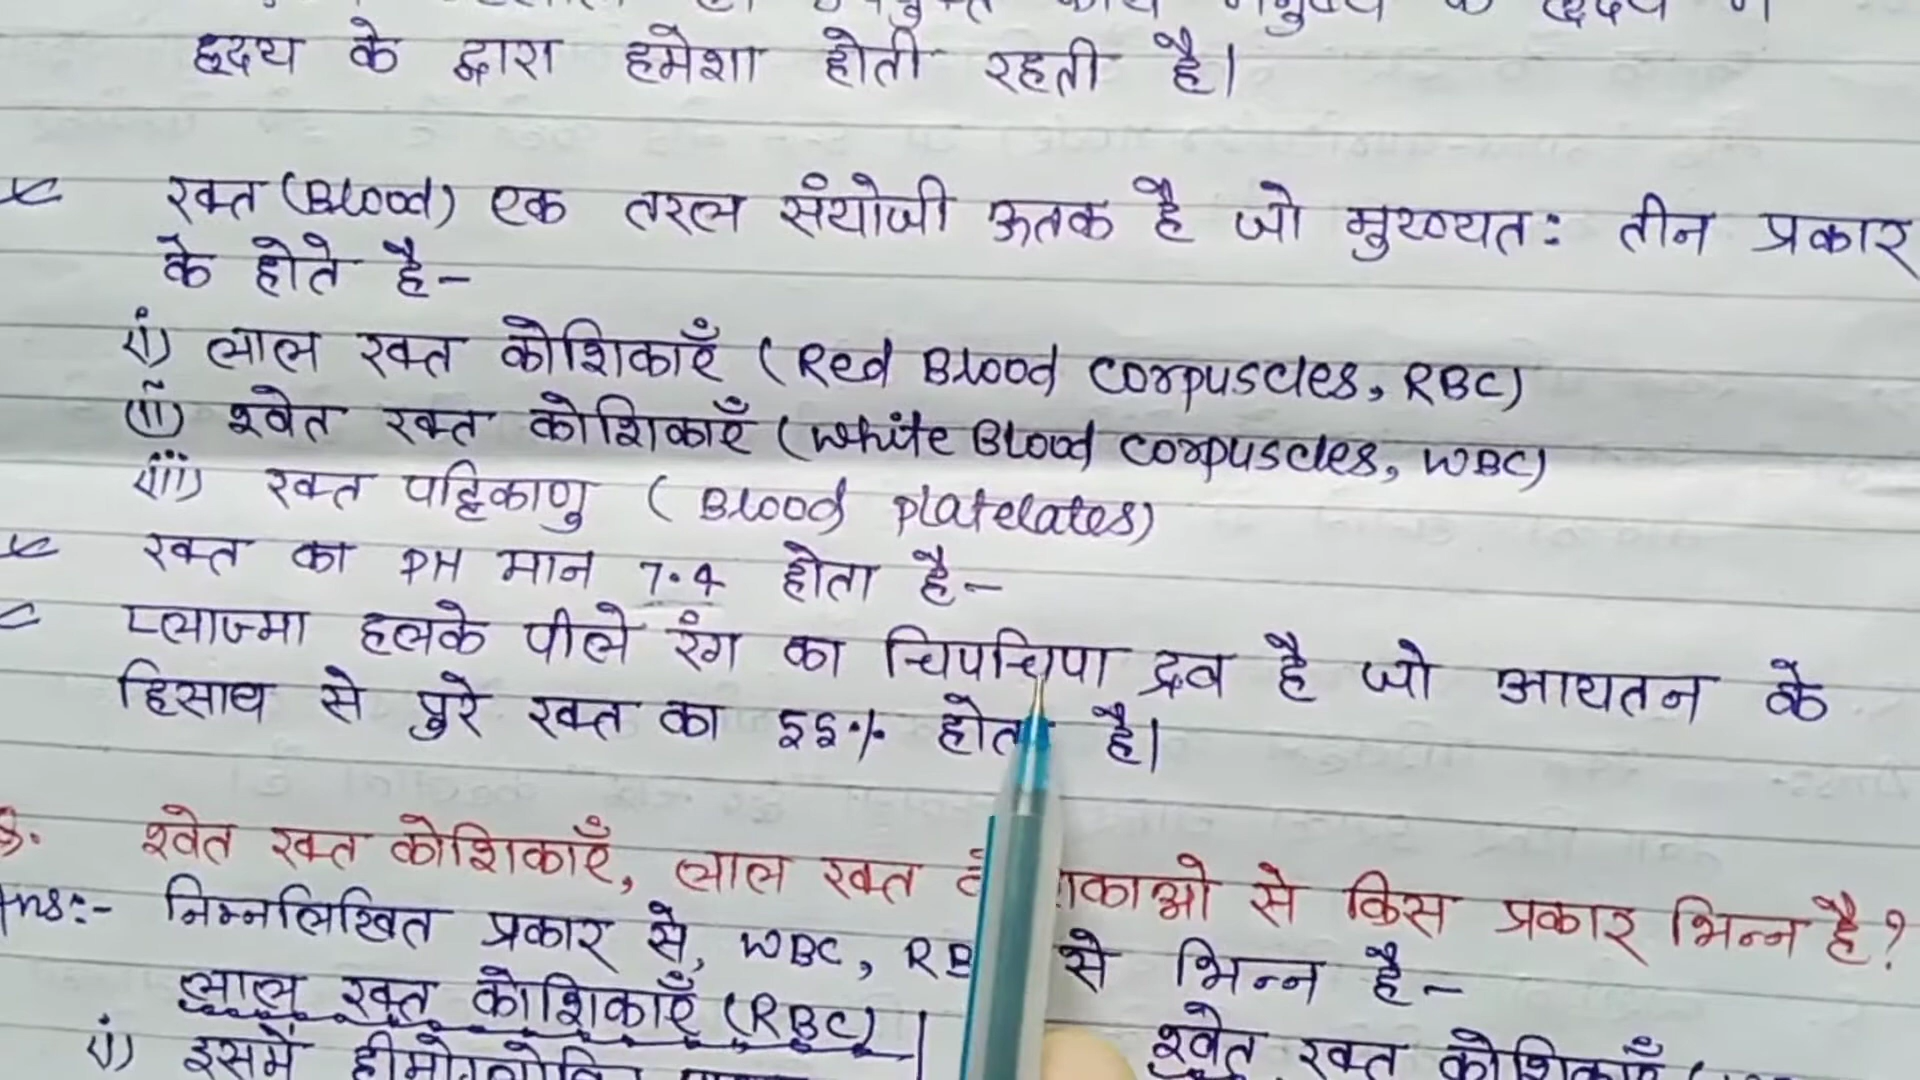 हृदय के द्वारा हमेशा होती रहती है।
रक्त (Blood) एक तरल संयोजी ऊतक है जो मुख्यतः तीन प्रकार
के होते है-
(i) लाल रक्त कोशिकाएँ (Red Blood corpuscles, RBC)
(ii) श्वेत रक्त कोशिकाएँ (White Blood corpuscles, WBC)
(iii) रक्त पट्टिकाणु (Blood platelates)
रक्त का PH मान 7.4 होता है-
प्लाज्मा हलके पीले रंग का चिपचिपा द्रव है जो आयतन के
हिसाब से पुरे रक्त का 55% होता है।
श्वेत रक्त कोशिकाएँ, लाल रक्त से किस प्रकार भिन्न है?
Ans:- निम्नलिखित प्रकार से, WBC, से भिन्न है-
लाल रक्त कोशिकाएँ (RBC) श्वेत रक्त कोशिकाएँ
(i) इसमें